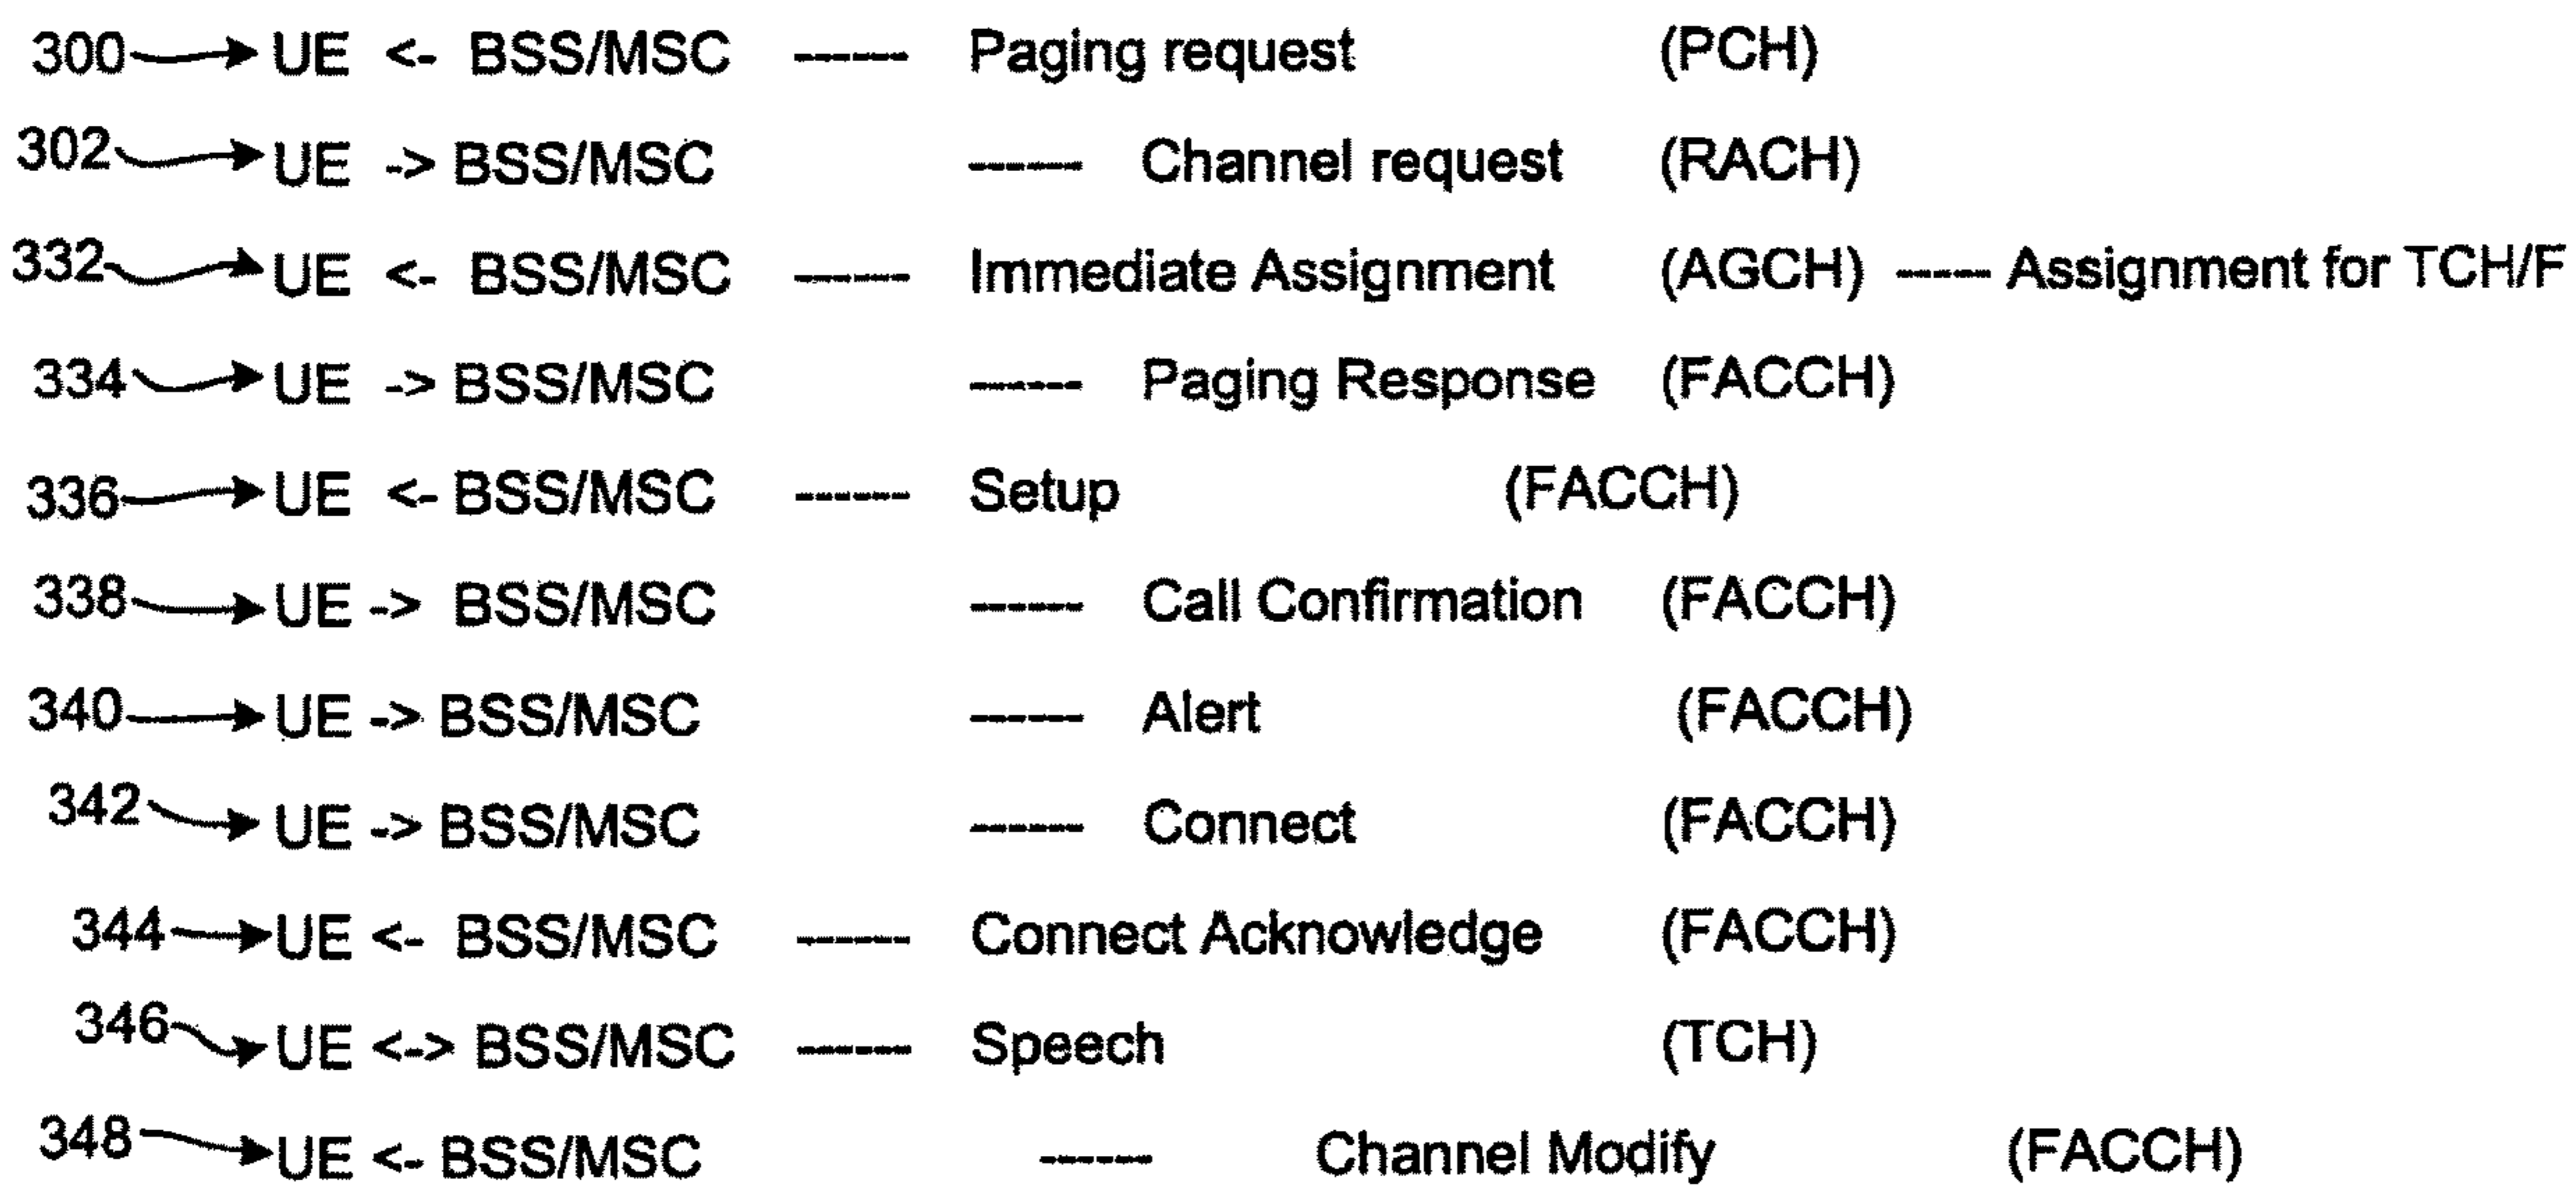 300 UE <- BSS/MSC ------ Paging request (PCH)
302 UE -> BSS/MSC ------ Channel request (RACH)
332 UE <- BSS/MSC ------ Immediate Assignment (AGCH) ----- Assignment for TCH/F
334 UE -> BSS/MSC ------ Paging Response (FACCH)
336 UE <- BSS/MSC ------ Setup (FACCH)
338 UE -> BSS/MSC ------ Call Confirmation (FACCH)
340 UE -> BSS/MSC ------ Alert (FACCH)
342 UE -> BSS/MSC ------ Connect (FACCH)
344 UE <- BSS/MSC ------ Connect Acknowledge (FACCH)
346 UE <-> BSS/MSC ------ Speech (TCH)
348 UE <- BSS/MSC ------ Channel Modify (FACCH)